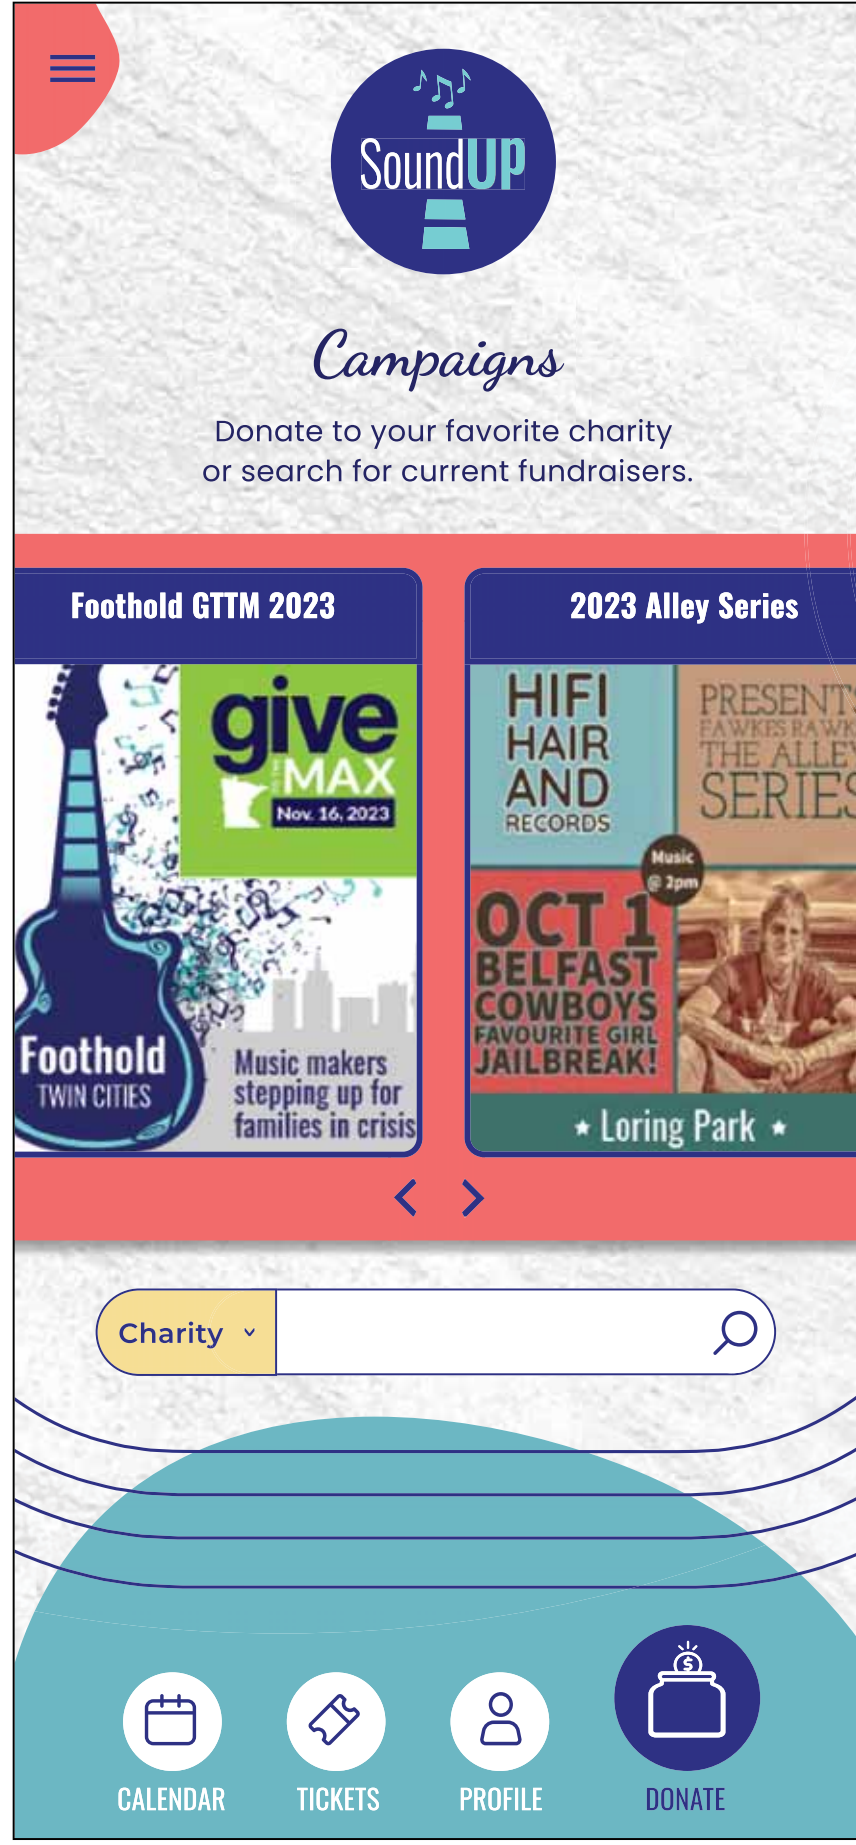 SoundUP
Campaigns
Donate to your favorite charity
or search for current fundraisers.
Foothold GTTM 2023
give
TO THE
MAX
Nov. 16, 2023
Foothold
TWIN CITIES
Music makers
stepping up for
families in crisis
2023 Alley Series
HIFI
HAIR
AND
RECORDS
PRESENTS
FAWKES
THE ALLEY
SERIES
Music
@ 2pm
OCT 1
BELFAST
COWBOYS
FAVOURITE GIRL
JAILBREAK!
★ Loring Park ★
Charity
$
CALENDAR
TICKETS
PROFILE
DONATE